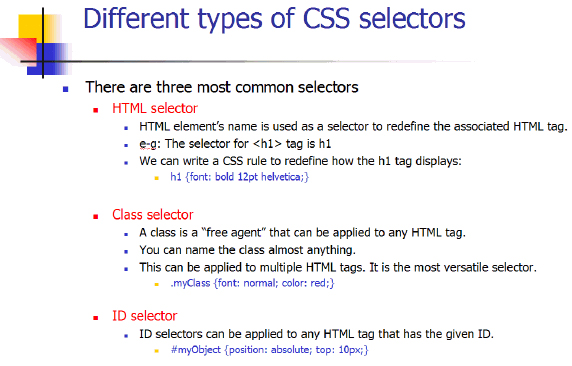 Different types of CSS selectors
There are three most common selectors
HTML selector
HTML element's name is used as a selector to redefine the associated HTML tag.
e-g: The selector for <h1> tag is h1
We can write a CSS rule to redefine how the h1 tag displays:
h1 {font: bold 12pt helvetica;}
Class selector
A class is a "free agent" that can be applied to any HTML tag.
You can name the class almost anything.
This can be applied to multiple HTML tags. It is the most versatile selector.
.myClass {font: normal; color: red;}
ID selector
ID selectors can be applied to any HTML tag that has the given ID.
#myObject {position: absolute; top: 10px;}